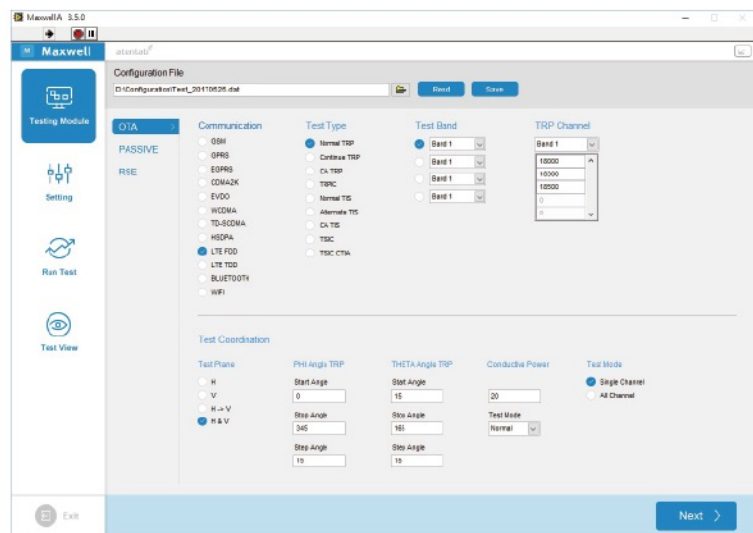 MaxwellA 3.5.0
M Maxwell
atenlab
Configuration File
Read
Save
Testing Module
Setting
Run Test
Test View
Exit
OTA
PASSIVE
RSE
Communication
GSM
GPRS
EGPRS
CDMA2K
EVDO
WCDMA
TD-SCDMA
HSDPA
LTE FDD
LTE TDD
BLUETOOTH
WIFI
Test Type
Normal TRP
Continue TRP
CA TRP
TRPIC
Normal TIS
Alternate TIS
CA TIS
TSIC
TSIC CTIA
Test Band
Band 1
Band 1
Band 1
Band 1
TRP Channel
Band 1
18000
18300
18500
0
0
Test Coordination
Test Plane
H
V
H -> V
H & V
PHI Angle TRP
Start Angle
0
Stop Angle
345
Step Angle
15
THETA Angle TRP
Start Angle
15
Stop Angle
165
Step Angle
15
Conductive Power
20
Test Mode
Normal
Test Mode
Single Channel
All Channel
Next